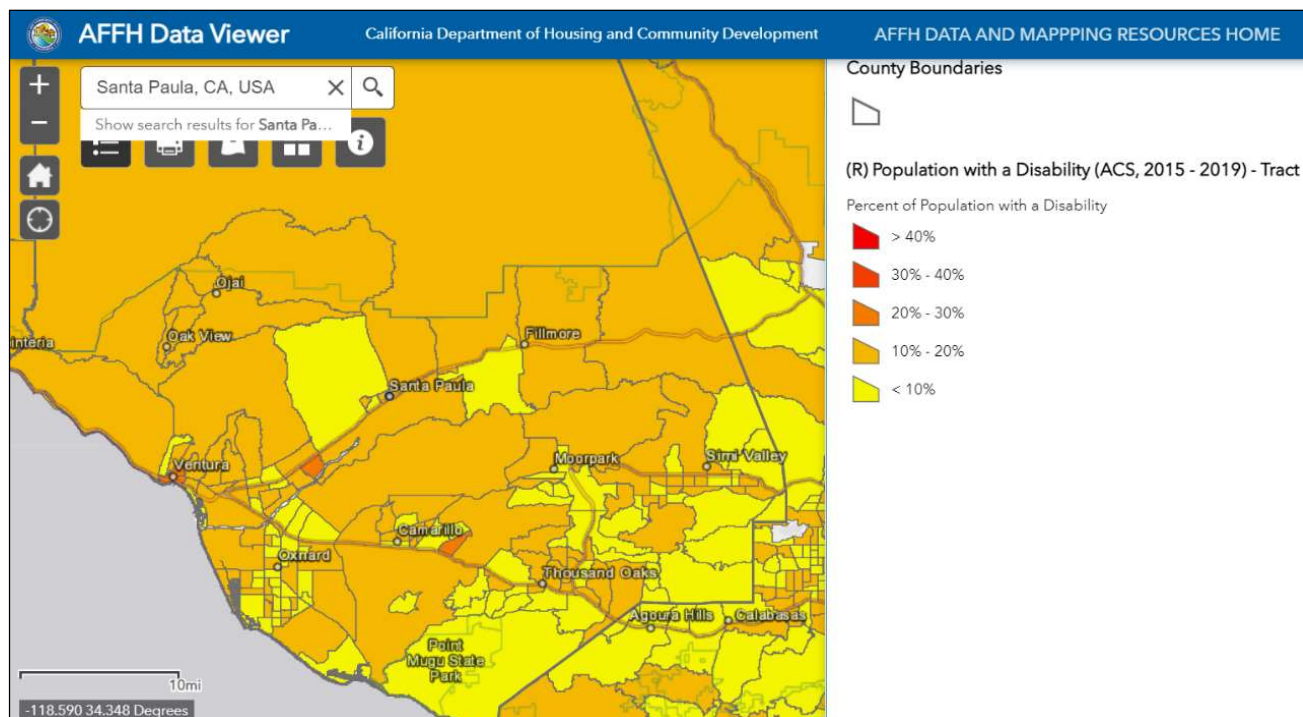 AFFH Data Viewer
California Department of Housing and Community Development
AFFH DATA AND MAPPPING RESOURCES HOME
+
Santa Paula, CA, USA
−
Show search results for Santa Pa...
County Boundaries
(R) Population with a Disability (ACS, 2015 - 2019) - Tract
Percent of Population with a Disability
> 40%
30% - 40%
20% - 30%
10% - 20%
< 10%
Ojai
Oak View
interia
Fillmore
Santa Paula
Ventura
Moorpark
Simi Valley
Camarillo
Oxnard
Thousand Oaks
Agoura Hills
Calabasas
Point
Mugu State
Park
10mi
-118.590 34.348 Degrees